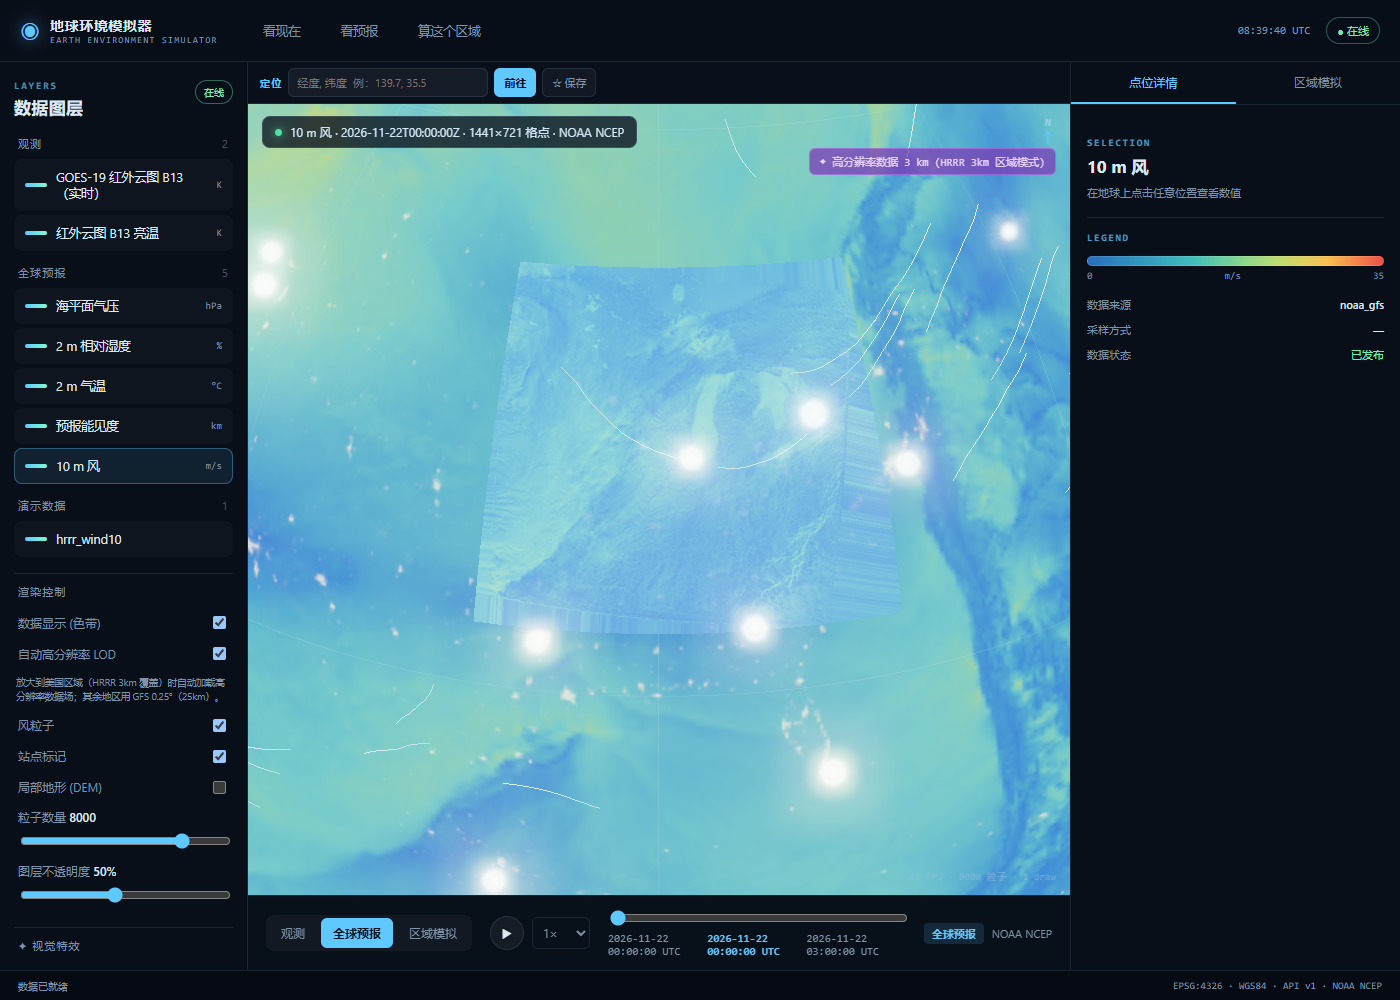 地球环境模拟器
EARTH ENVIRONMENT SIMULATOR
看现在
看预报
算这个区域
08:39:40 UTC
● 在线
LAYERS
数据图层
在线
观测 2
GOES-19 红外云图 B13 (实时) K
红外云图 B13 亮温 K
全球预报 5
海平面气压 hPa
2 m 相对湿度 %
2 m 气温 °C
预报能见度 km
10 m 风 m/s
演示数据 1
hrrr_wind10
渲染控制
数据显示 (色带)
自动高分辨率 LOD
放大到美国区域（HRRR 3km 覆盖）时自动加载高
分辨率数据场；其余地区用 GFS 0.25°（25km）。
风粒子
站点标记
局部地形 (DEM)
粒子数量 8000
图层不透明度 50%
✦ 视觉特效
定位
经度, 纬度 例: 139.7, 35.5
前往
☆ 保存
10 m 风 · 2026-11-22T00:00:00Z · 1441×721 格点 · NOAA NCEP
N
✦ 高分辨率数据 3 km (HRRR 3km 区域模式)
8000 粒子 · 1 draw
观测
全球预报
区域模拟
▶
1×
2026-11-22
00:00:00 UTC
2026-11-22
00:00:00 UTC
2026-11-22
03:00:00 UTC
全球预报
NOAA NCEP
点位详情
区域模拟
SELECTION
10 m 风
在地球上点击任意位置查看数值
LEGEND
0 m/s 35
数据来源 noaa_gfs
采样方式 —
数据状态 已发布
数据已就绪
EPSG:4326 · WGS84 · API v1 · NOAA NCEP